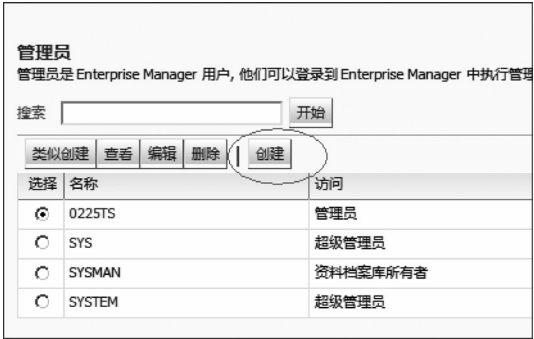 管理员
管理员是 Enterprise Manager 用户, 他们可以登录到 Enterprise Manager 中执行管理
搜索 开始
类似创建 查看 编辑 删除 | 创建
选择 名称 访问
0225TS 管理员
SYS 超级管理员
SYSMAN 资料档案库所有者
SYSTEM 超级管理员